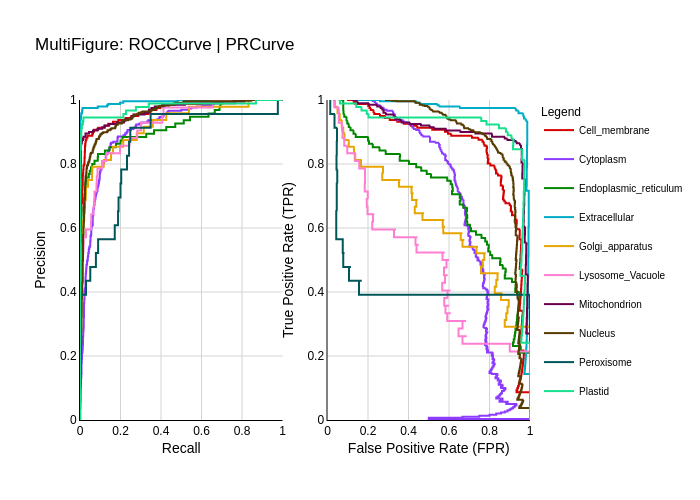 MultiFigure: ROCCurve | PRCurve
Precision
1
0.8
0.6
0.4
0.2
0
0 0.2 0.4 0.6 0.8 1
Recall
True Positive Rate (TPR)
1
0.8
0.6
0.4
0.2
0
0 0.2 0.4 0.6 0.8 1
False Positive Rate (FPR)
Legend
Cell_membrane
Cytoplasm
Endoplasmic_reticulum
Extracellular
Golgi_apparatus
Lysosome_Vacuole
Mitochondrion
Nucleus
Peroxisome
Plastid